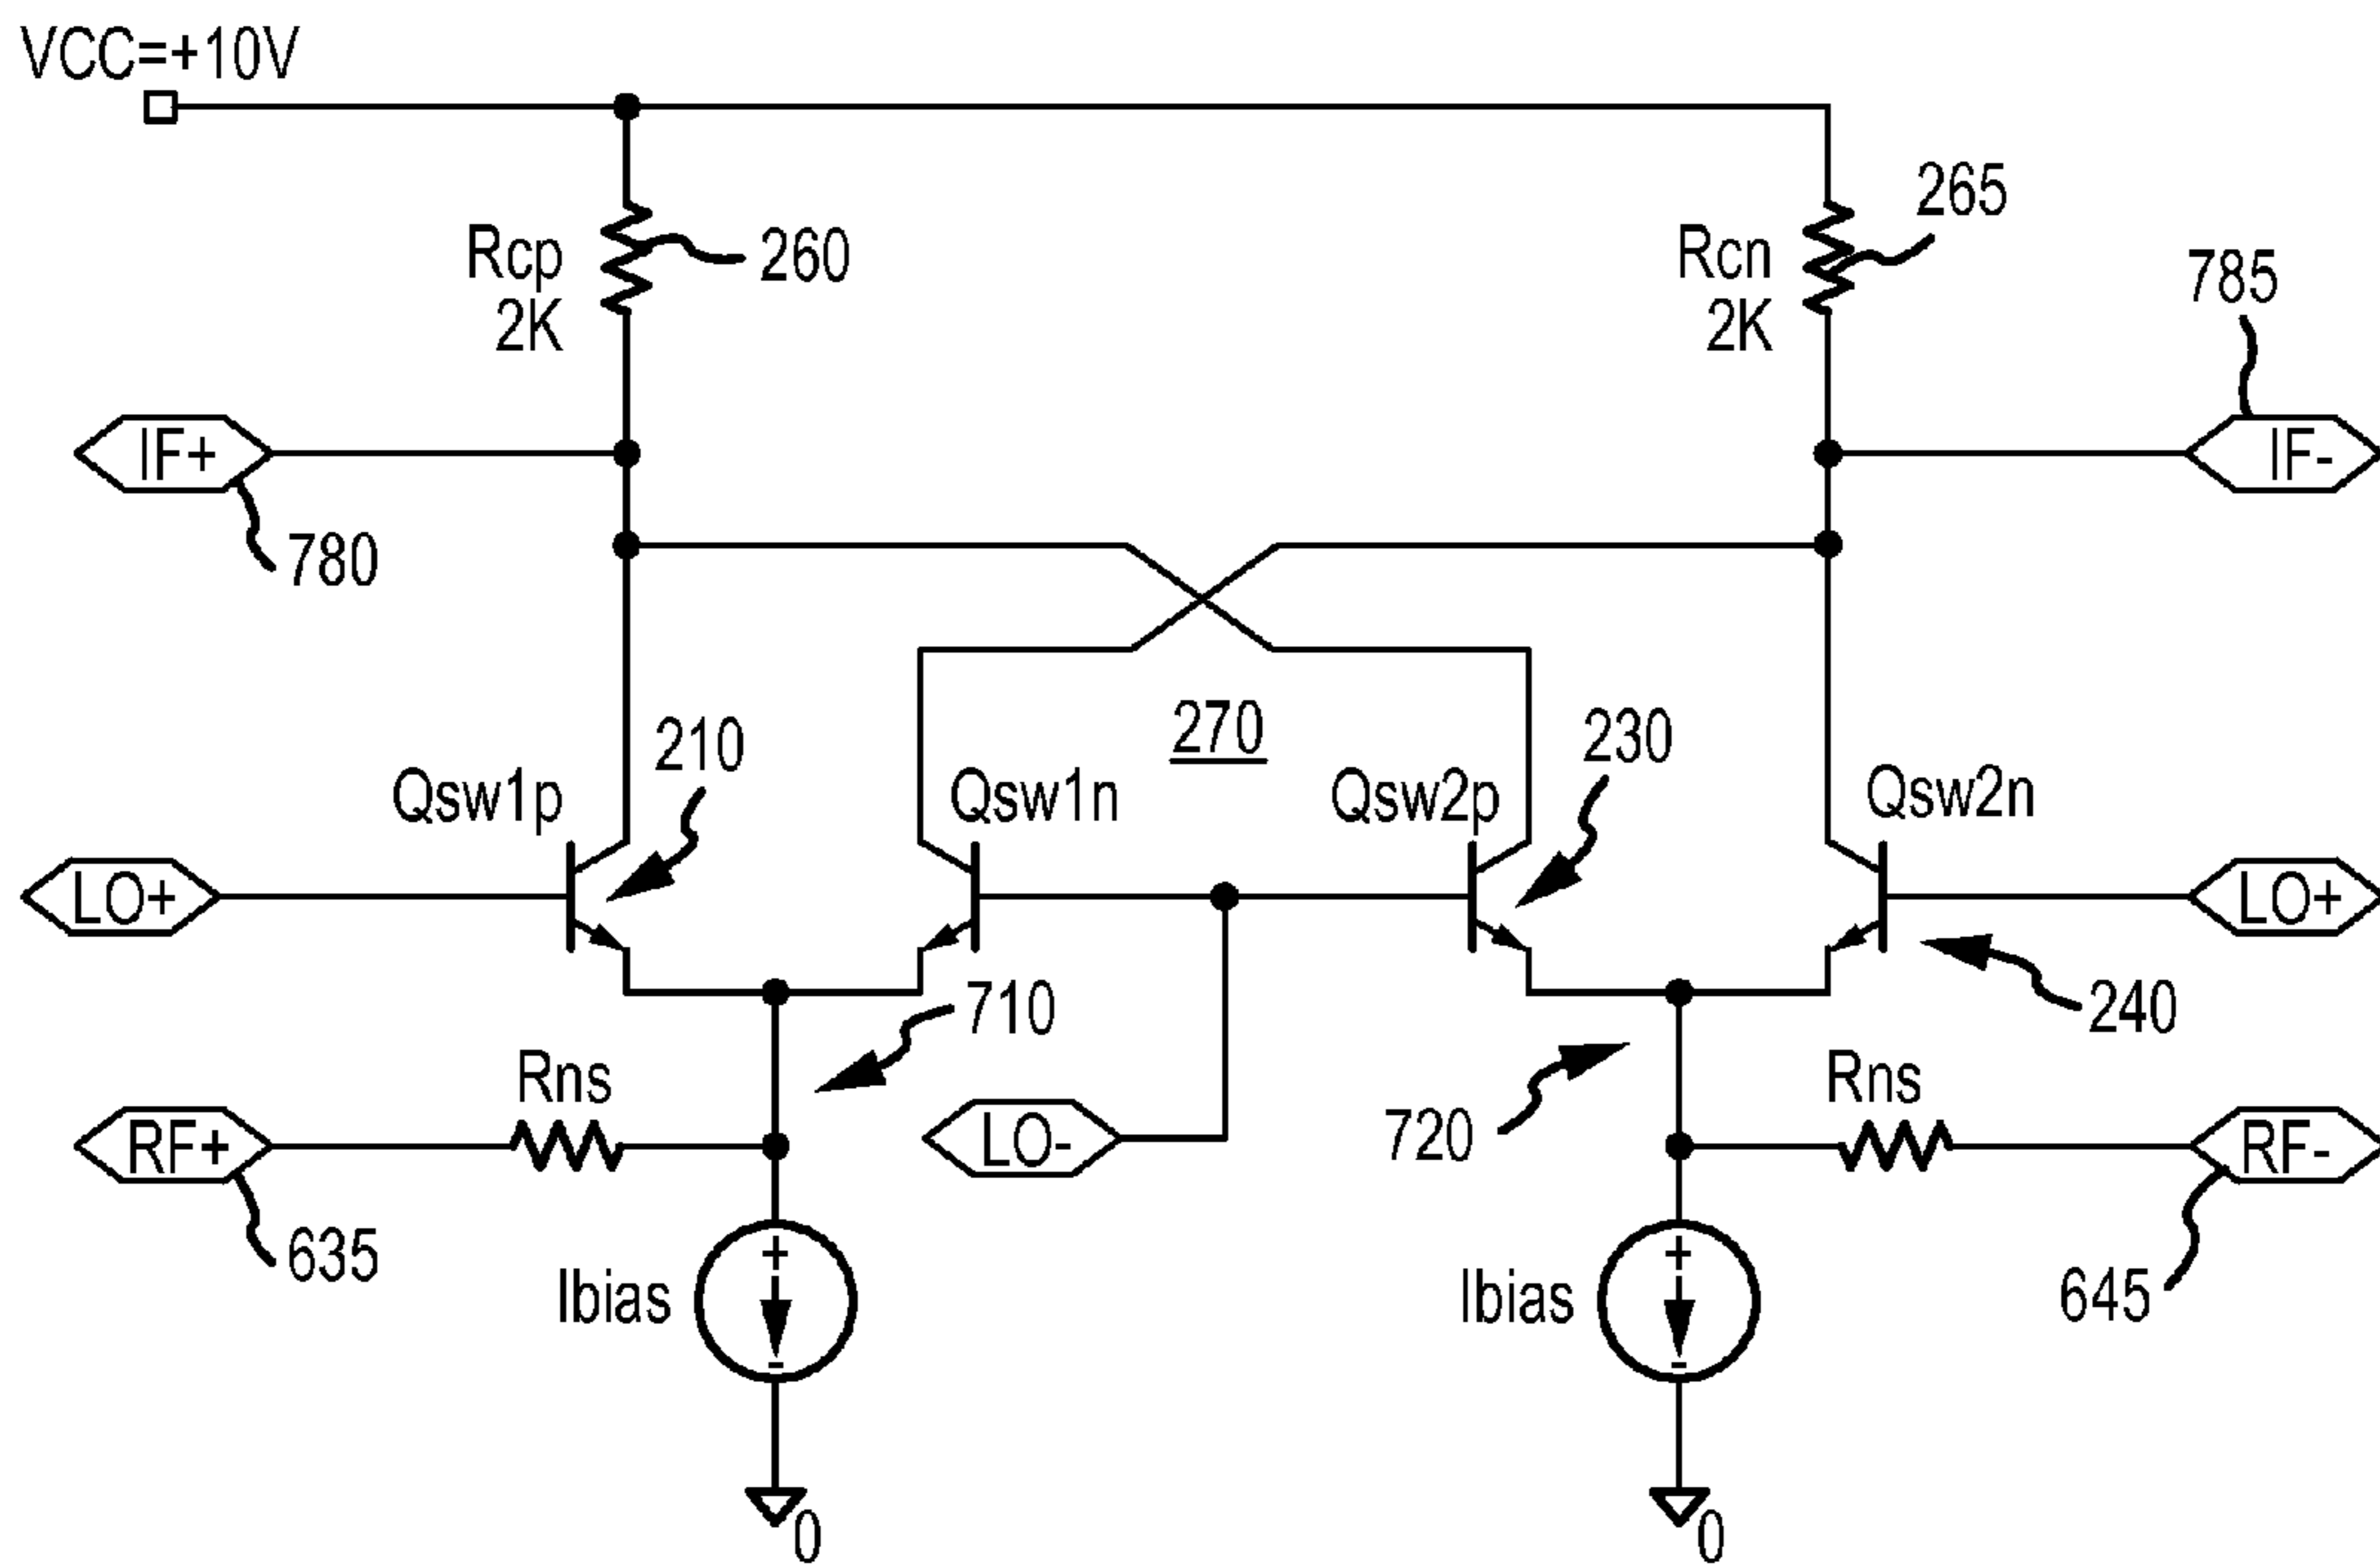 VCC=+10V
Rcp
2K
260
Rcn
2K
265
785
IF+
IF-
780
270
210
230
Qsw1p
Qsw1n
Qsw2p
Qsw2n
LO+
LO+
710
240
Rns
Rns
720
RF+
LO-
RF-
635
Ibias
+
-
Ibias
+
-
645
0
0